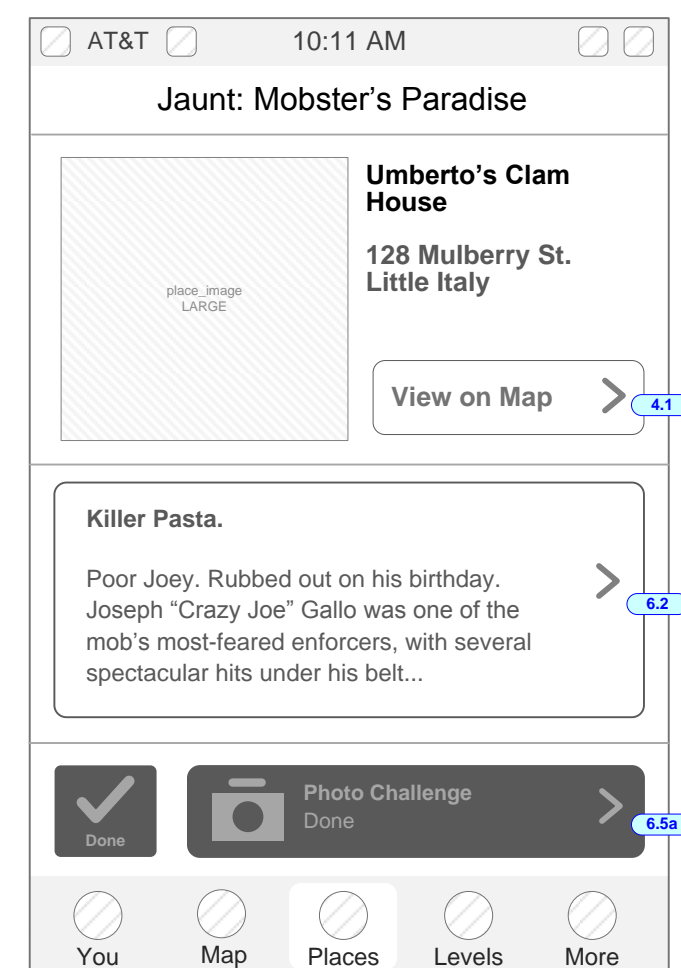 AT&T 10:11 AM
Jaunt: Mobster’s Paradise
place_image
LARGE
Umberto’s Clam
House
128 Mulberry St.
Little Italy
View on Map
4.1
Killer Pasta.
Poor Joey. Rubbed out on his birthday.
Joseph “Crazy Joe” Gallo was one of the
mob’s most-feared enforcers, with several
spectacular hits under his belt...
6.2
Done
Photo Challenge
Done
6.5a
You Map Places Levels More